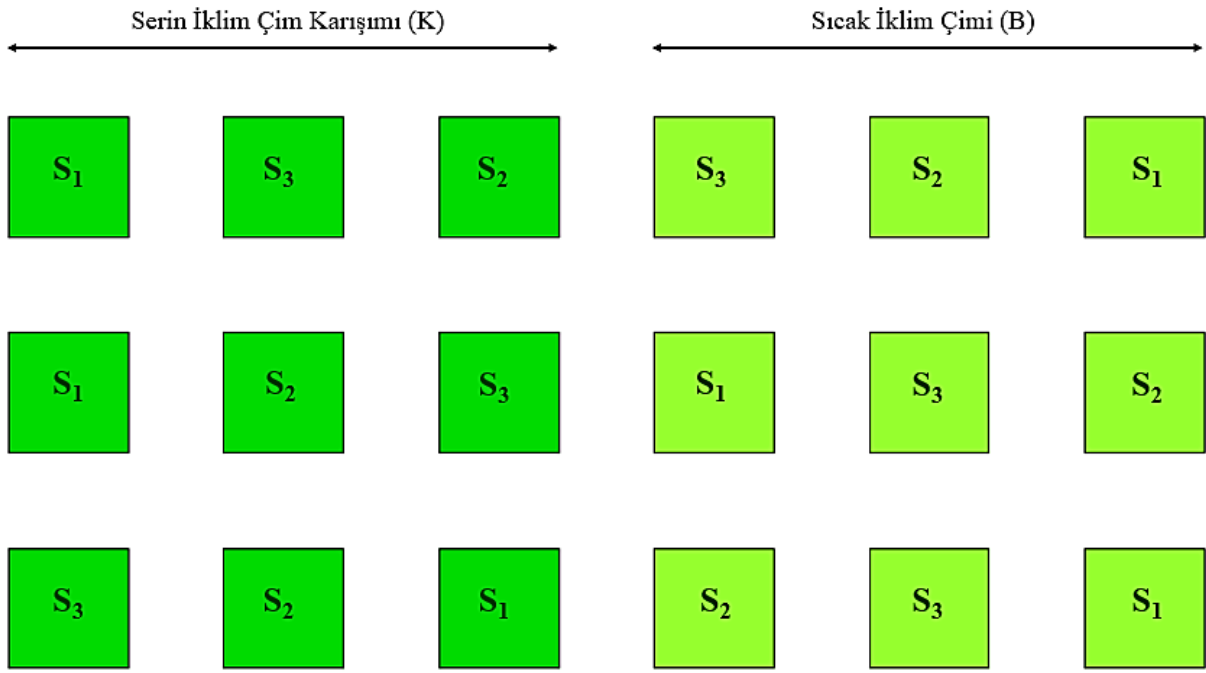 Serin İklim Çim Karışımı (K) Sıcak İklim Çimi (B)
S₁ S₃ S₂ S₃ S₂ S₁
S₁ S₂ S₃ S₁ S₃ S₂
S₃ S₂ S₁ S₂ S₃ S₁